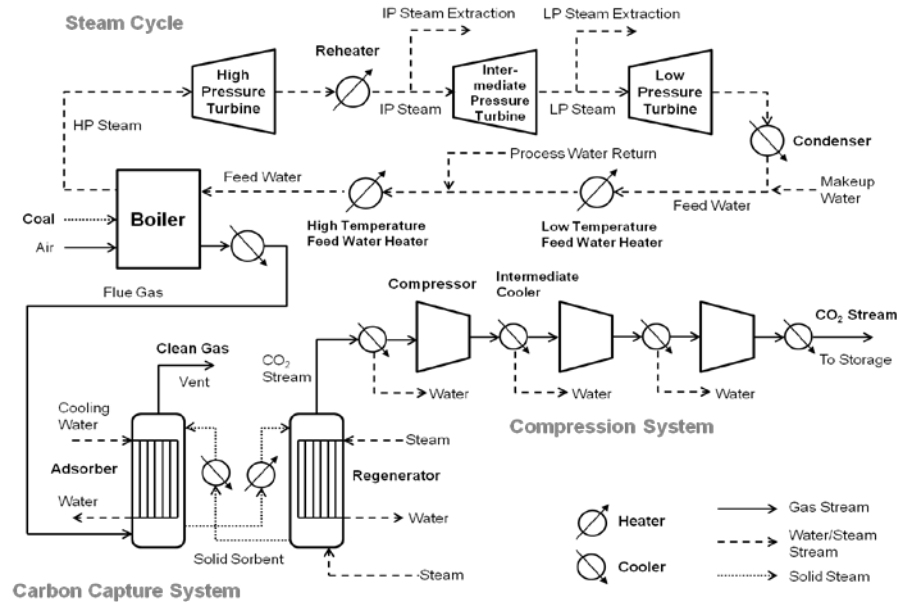 Steam Cycle
IP Steam Extraction
LP Steam Extraction
Reheater
High
Pressure
Turbine
Inter-
mediate
Pressure
Turbine
Low
Pressure
Turbine
IP Steam
LP Steam
HP Steam
Condenser
Process Water Return
Feed Water
Makeup
Water
Feed Water
Coal
Boiler
High Temperature
Feed Water Heater
Low Temperature
Feed Water Heater
Air
Flue Gas
Compressor
Intermediate
Cooler
CO2 Stream
To Storage
Clean Gas
Vent
CO2
Stream
Water
Water
Water
Cooling
Water
Steam
Compression System
Adsorber
Regenerator
Water
Water
Solid Sorbent
Steam
Heater
Cooler
Gas Stream
Water/Steam
Stream
Solid Steam
Carbon Capture System